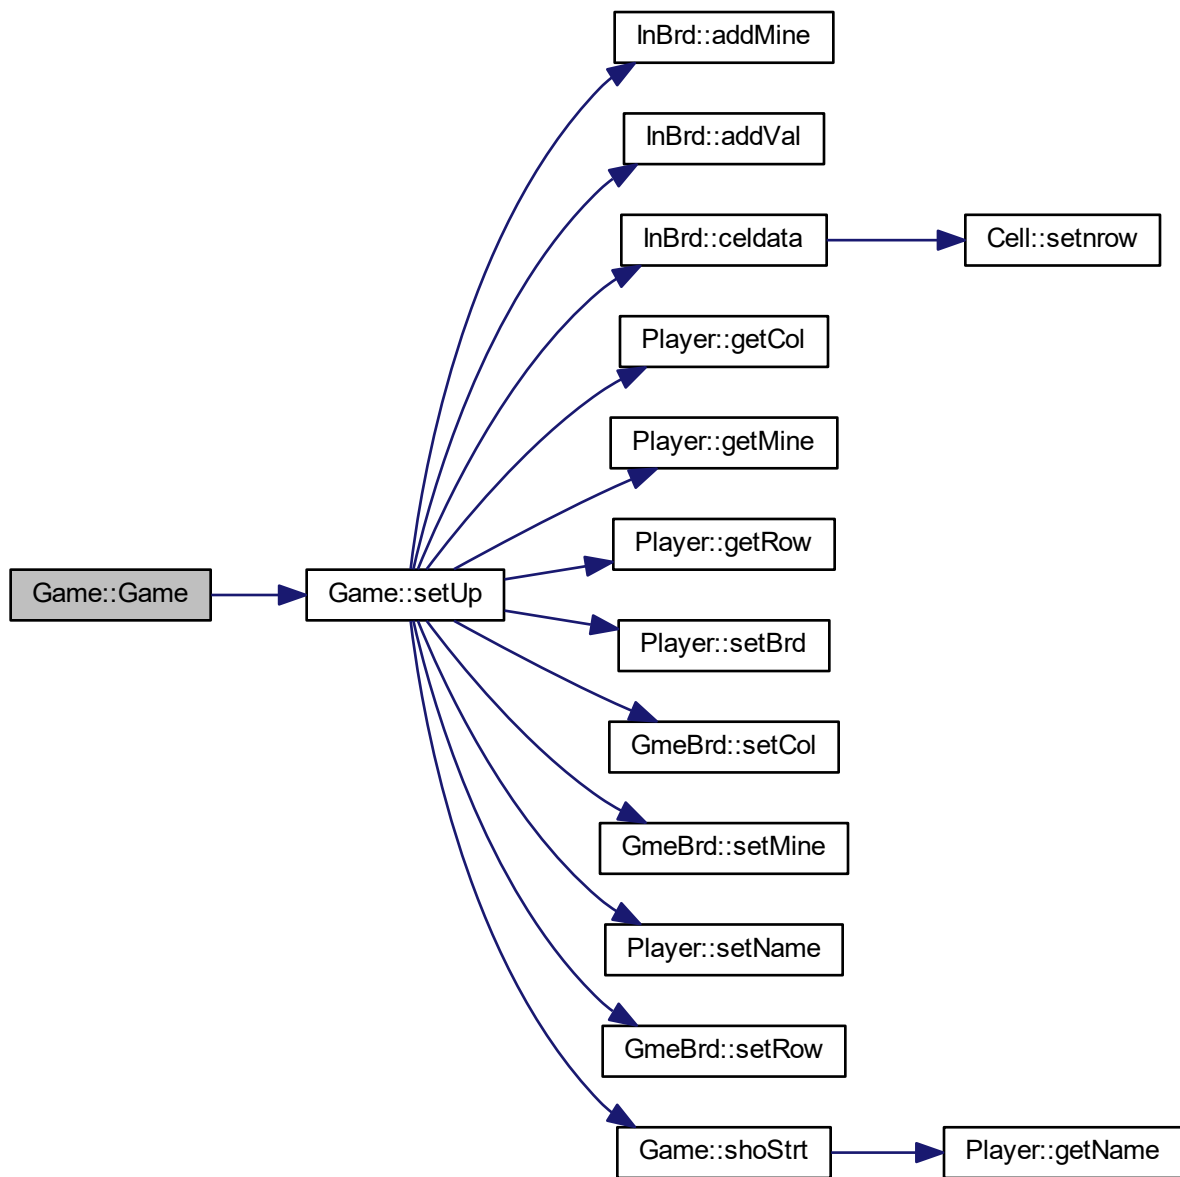 InBrd::addMine
InBrd::addVal
InBrd::celdata
Cell::setnrow
Player::getCol
Player::getMine
Player::getRow
Game::Game
Game::setUp
Player::setBrd
GmeBrd::setCol
GmeBrd::setMine
Player::setName
GmeBrd::setRow
Game::shoStrt
Player::getName